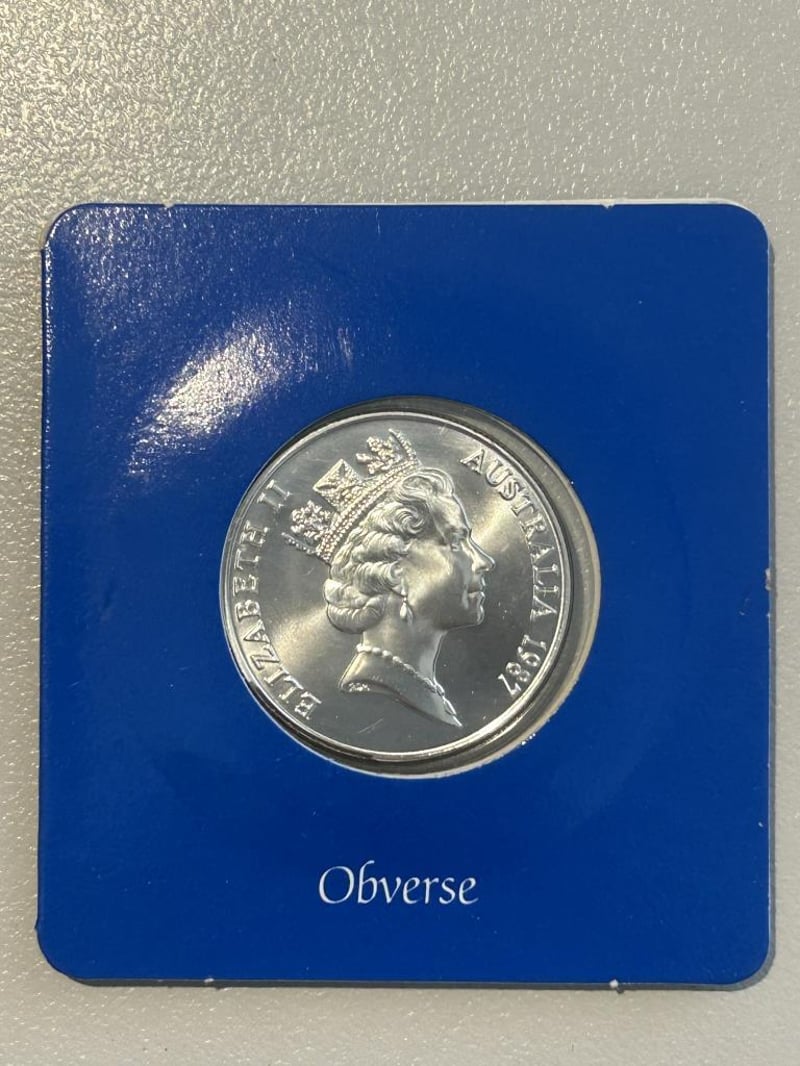 ELIZABETH II
AUSTRALIA 1987
Obverse